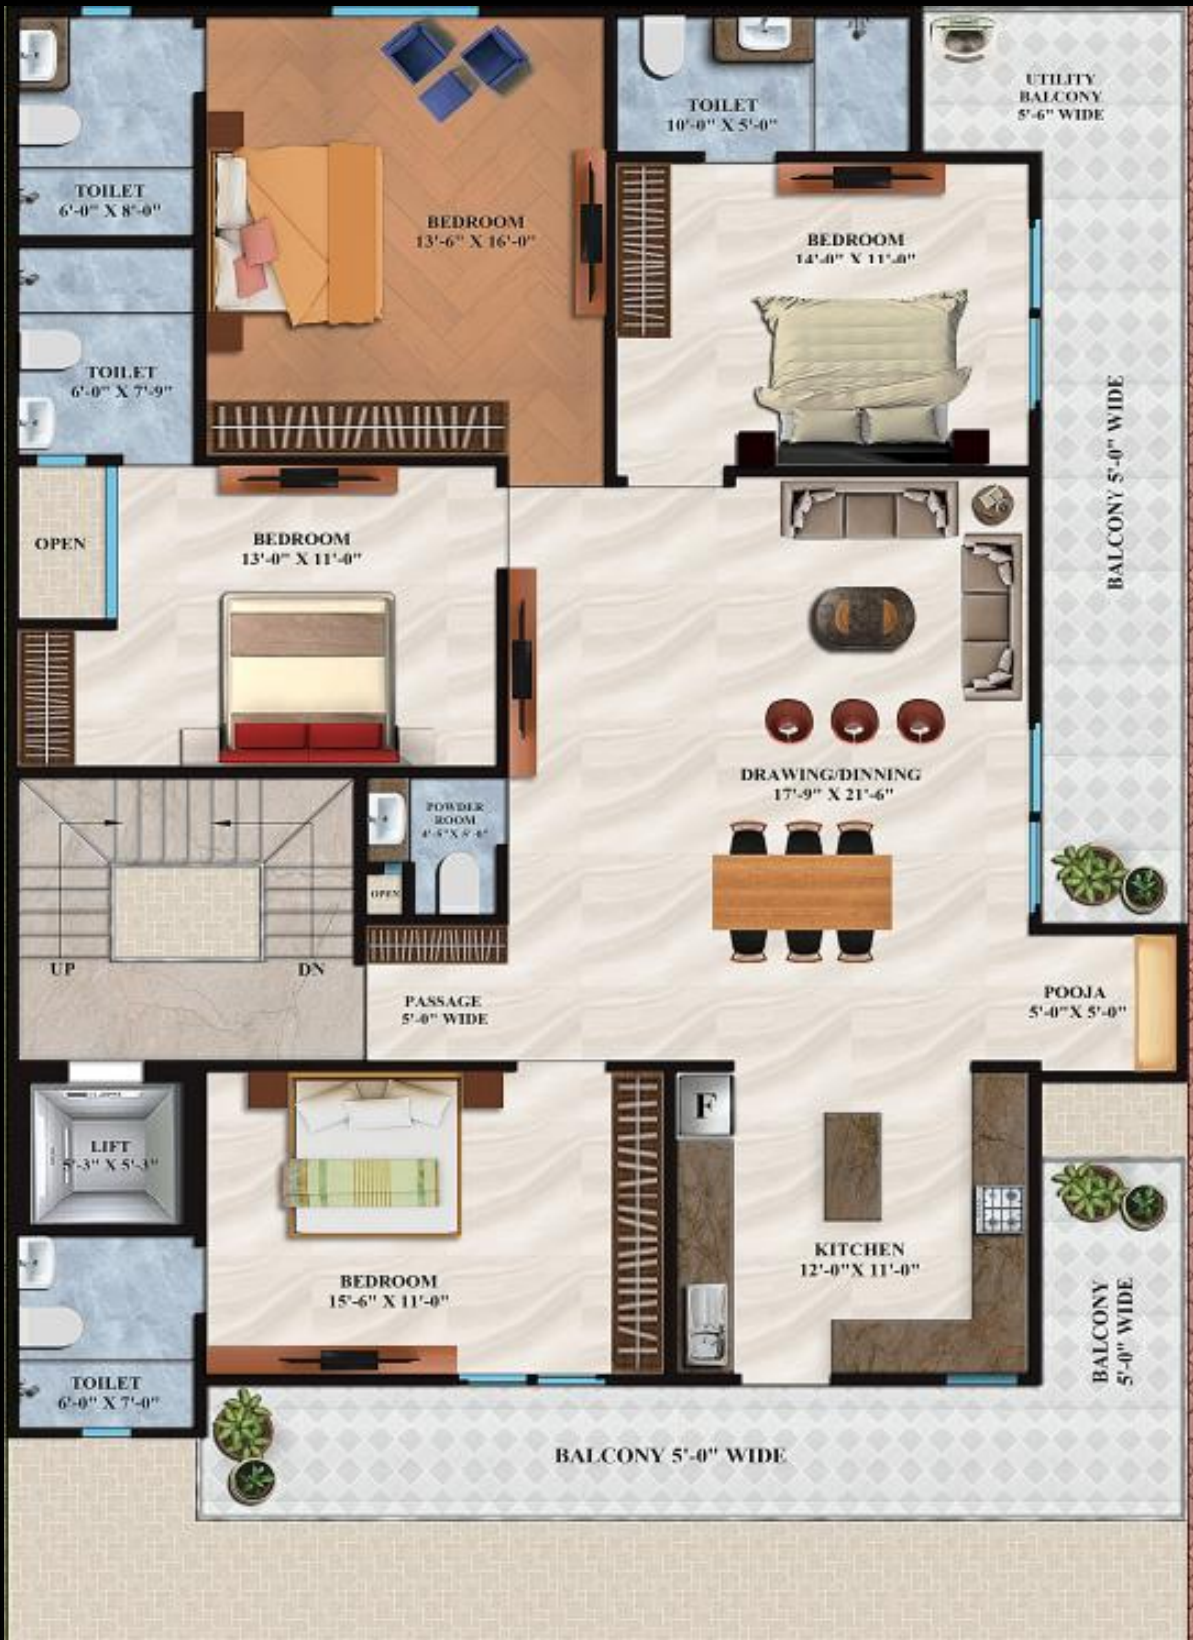 UTILITY
BALCONY
5'-6" WIDE
TOILET
10'-0" X 5'-0"
TOILET
6'-0" X 8'-0"
BEDROOM
13'-6" X 16'-0"
BEDROOM
14'-0" X 11'-0"
TOILET
6'-0" X 7'-9"
BALCONY 5'-0" WIDE
OPEN
BEDROOM
13'-0" X 11'-0"
DRAWING/DINNING
17'-9" X 21'-6"
POWDER
ROOM
4'-5"X 5'-0"
OPEN
UP
DN
PASSAGE
5'-0" WIDE
POOJA
5'-0"X 5'-0"
F
LIFT
5'-3" X 5'-3"
KITCHEN
12'-0"X 11'-0"
BEDROOM
15'-6" X 11'-0"
BALCONY
5'-0" WIDE
TOILET
6'-0" X 7'-0"
BALCONY 5'-0" WIDE